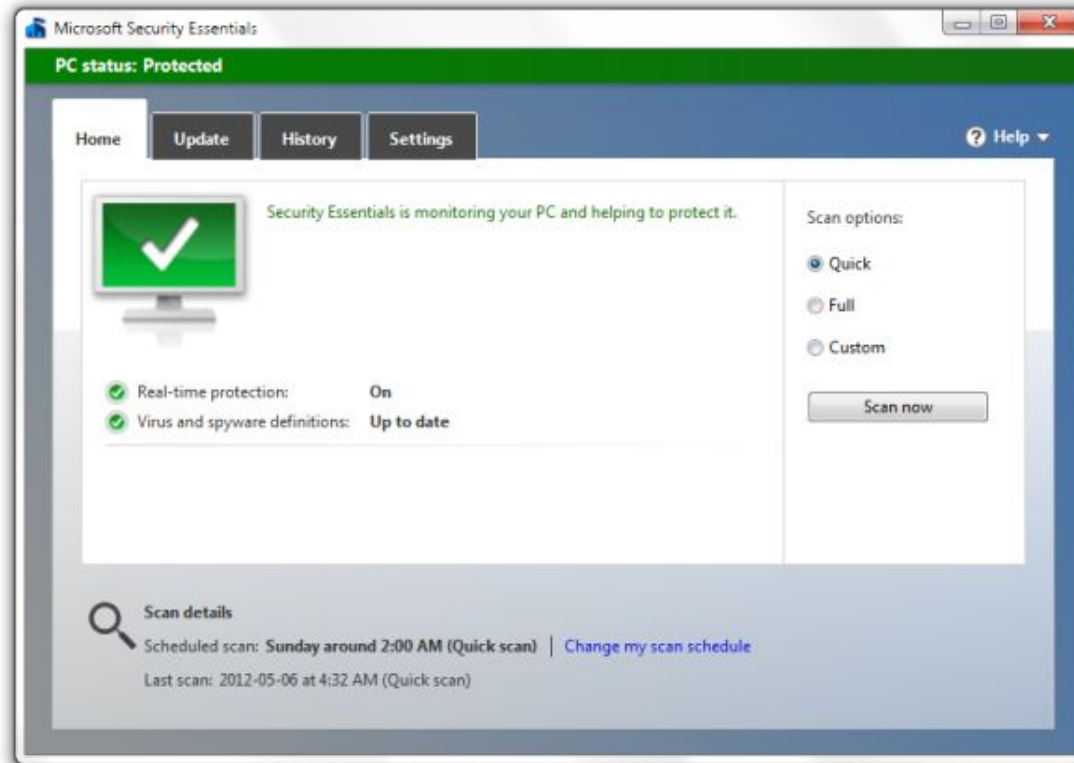 Microsoft Security Essentials
PC status: Protected
Home Update History Settings Help
Security Essentials is monitoring your PC and helping to protect it.
Real-time protection: On
Virus and spyware definitions: Up to date
Scan options:
Quick
Full
Custom
Scan now
Scan details
Scheduled scan: Sunday around 2:00 AM (Quick scan) | Change my scan schedule
Last scan: 2012-05-06 at 4:32 AM (Quick scan)